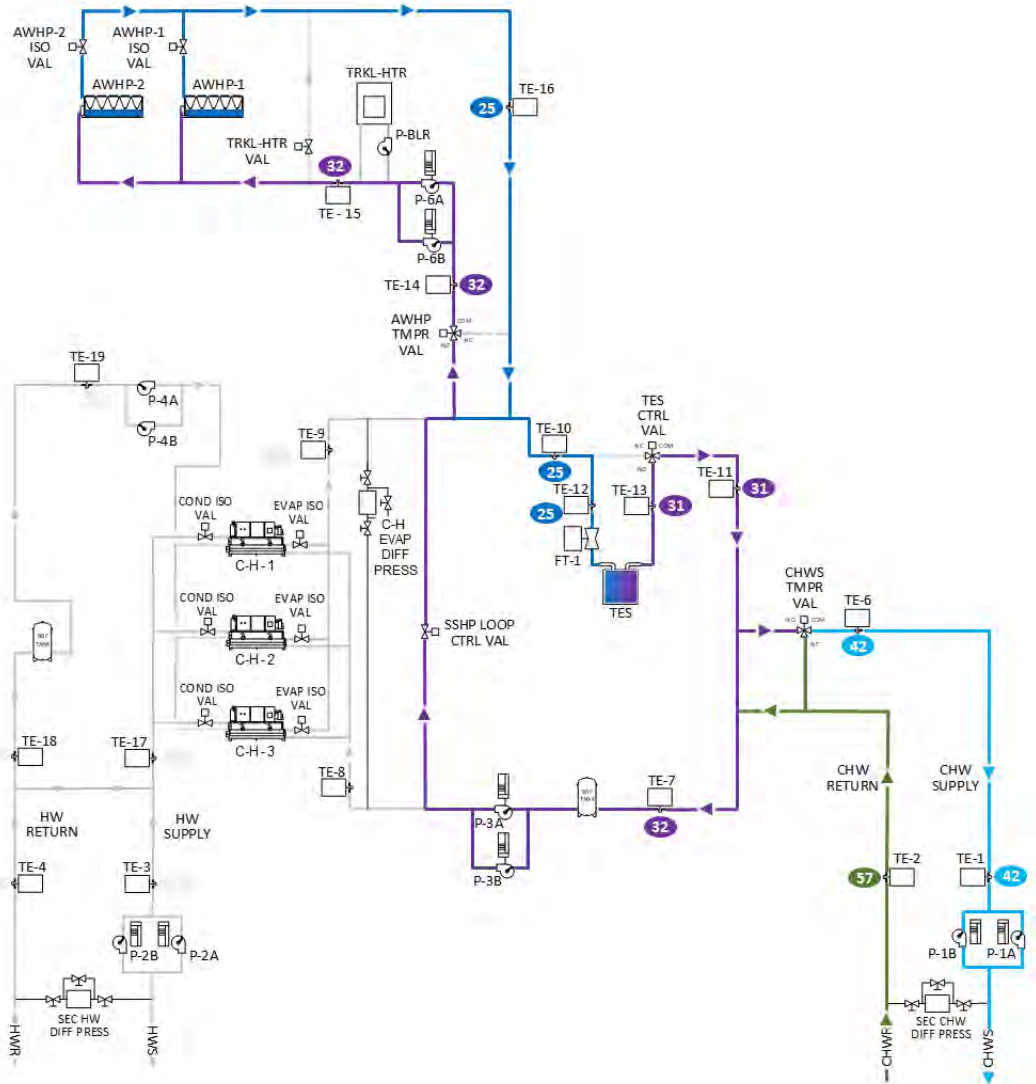 AWHP-2
ISO
VAL
AWHP-1
ISO
VAL
AWHP-2
AWHP-1
TRKL-HTR
P-BLR
TRKL-HTR
VAL
TE-16
25
32
TE - 15
P-6A
P-6B
TE-14
32
AWHP
TMPR
VAL
COM
NO
NC
TE-19
P-4A
P-4B
TE-9
TE-10
25
TES
CTRL
VAL
NC
COM
NO
TE-11
31
TE-12
25
TE-13
31
FT-1
TES
COND ISO
VAL
EVAP ISO
VAL
C-H - 1
C-H
EVAP
DIFF
PRESS
COND ISO
VAL
EVAP ISO
VAL
C-H - 2
SSHP LOOP
CTRL VAL
CHWS
TMPR
VAL
NO
COM
NC
TE-6
42
COND ISO
VAL
EVAP ISO
VAL
C-H - 3
TE-18
TE-17
TE-8
TE-7
32
P-3A
P-3B
HW
RETURN
HW
SUPPLY
CHW
RETURN
CHW
SUPPLY
TE-4
TE-3
57
TE-2
TE-1
42
P-2B
P-2A
P-1B
P-1A
SEC HW
DIFF PRESS
SEC CHW
DIFF PRESS
HWR
HWS
CHWR
CHWS